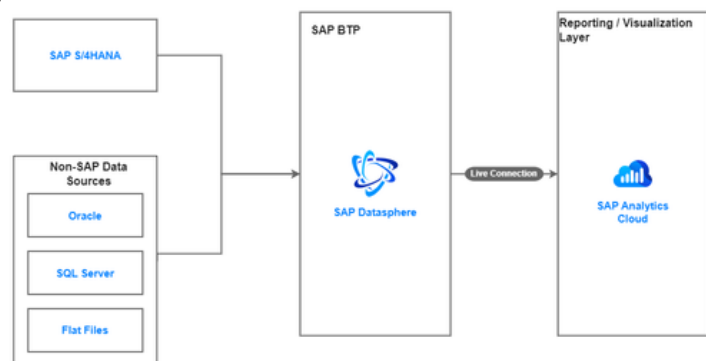 SAP S/4HANA
Non-SAP Data
Sources
Oracle
SQL Server
Flat Files
SAP BTP
SAP Datasphere
Live Connection
Reporting / Visualization
Layer
SAP Analytics
Cloud